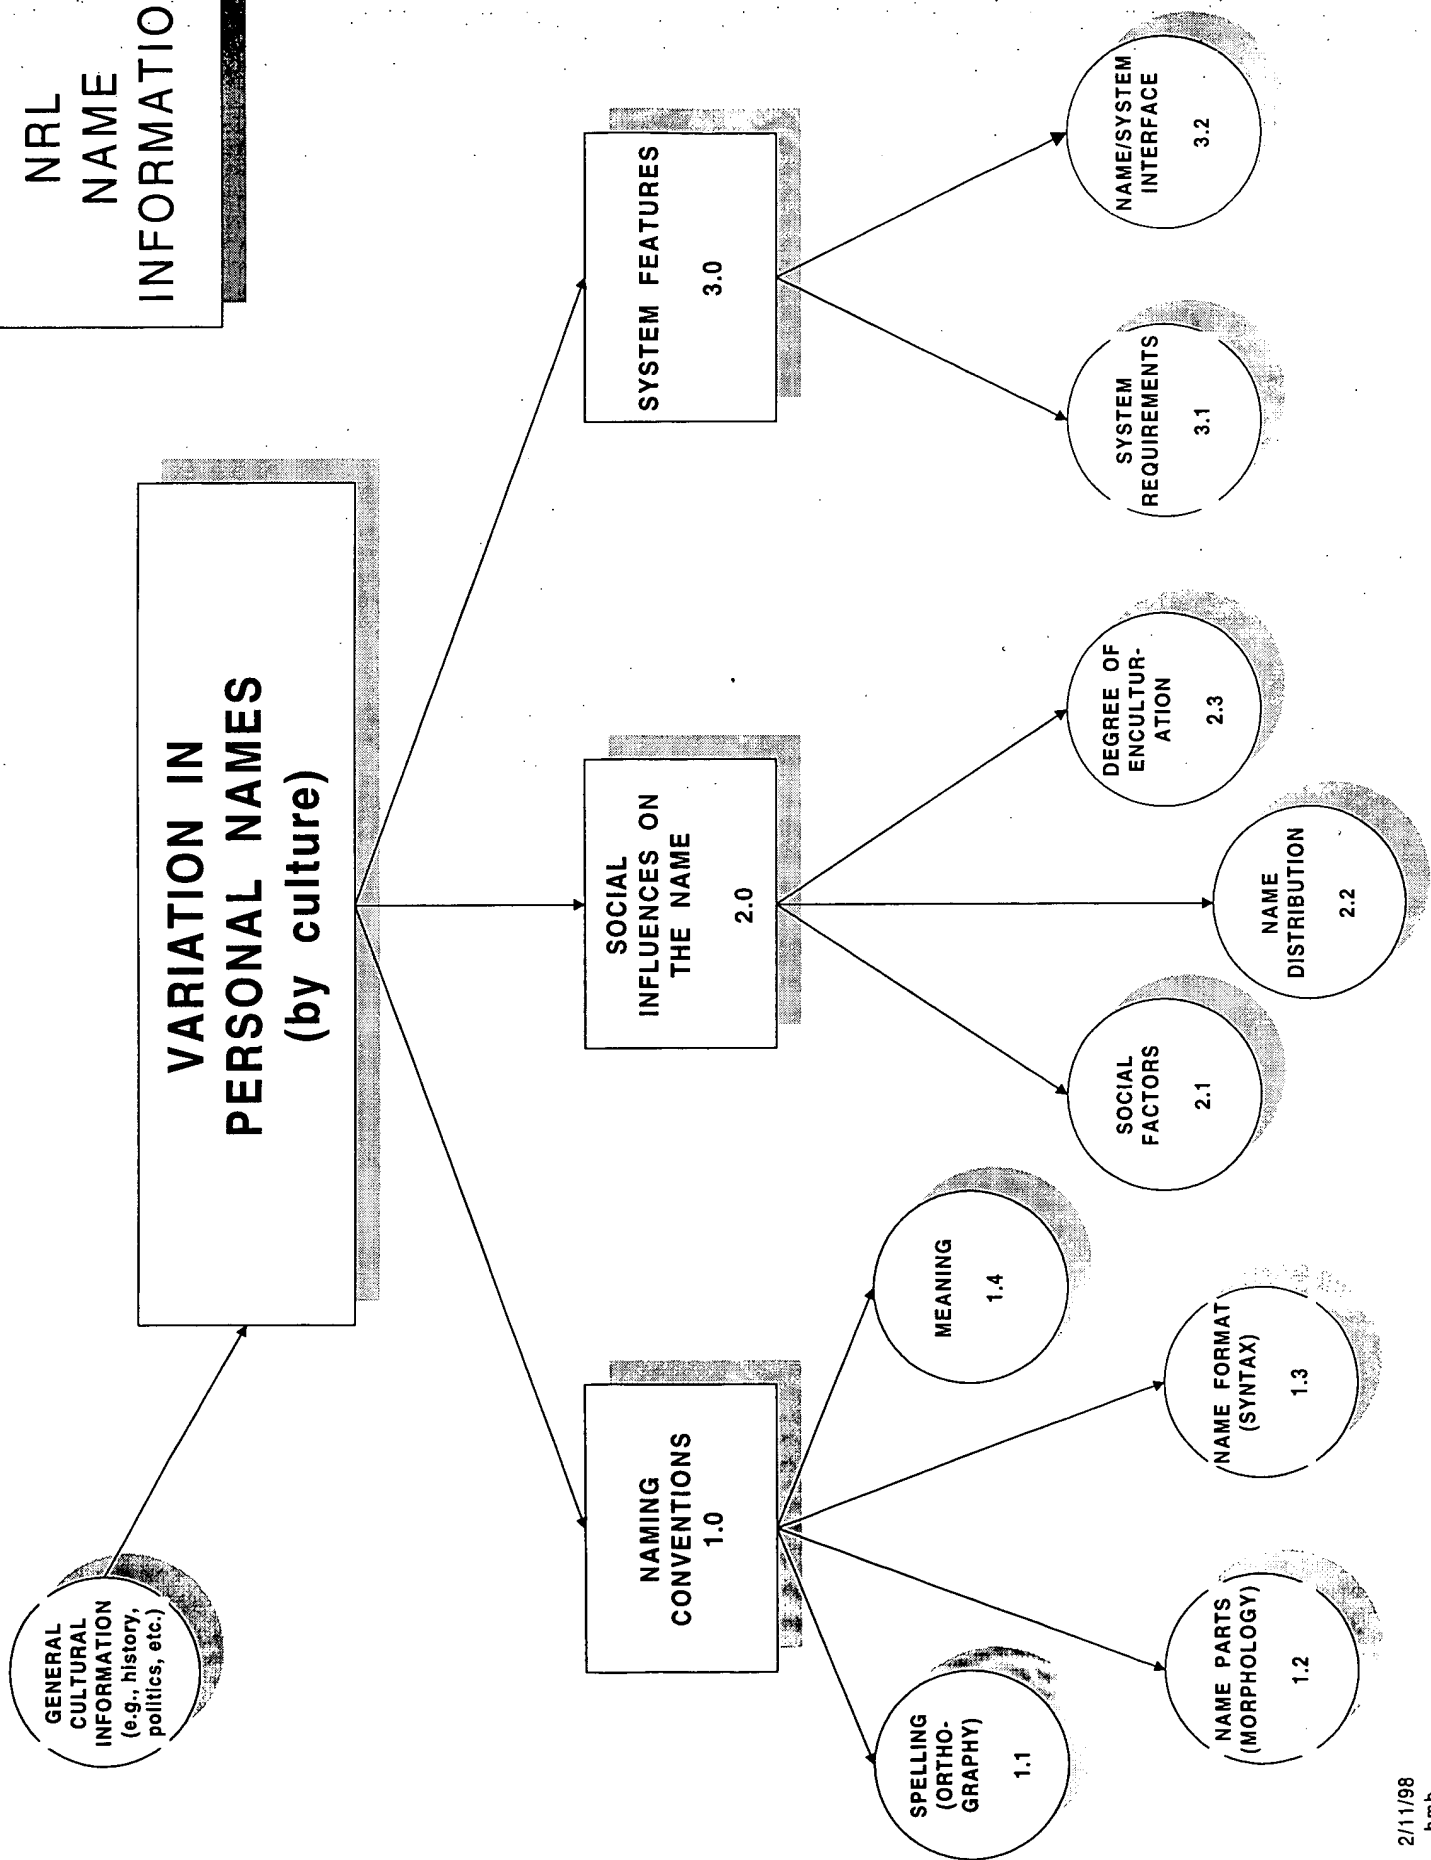 NRL
NAME
INFORMATIO
GENERAL
CULTURAL
INFORMATION
(e.g., history,
politics, etc.)
VARIATION IN
PERSONAL NAMES
(by culture)
NAMING
CONVENTIONS
1.0
SOCIAL
INFLUENCES ON
THE NAME
2.0
SYSTEM FEATURES
3.0
SPELLING
(ORTHO-
GRAPHY)
1.1
NAME PARTS
(MORPHOLOGY)
1.2
NAME FORMAT
(SYNTAX)
1.3
MEANING
1.4
SOCIAL
FACTORS
2.1
NAME
DISTRIBUTION
2.2
DEGREE OF
ENCULTUR-
ATION
2.3
SYSTEM
REQUIREMENTS
3.1
NAME/SYSTEM
INTERFACE
3.2
2/11/98
hmh